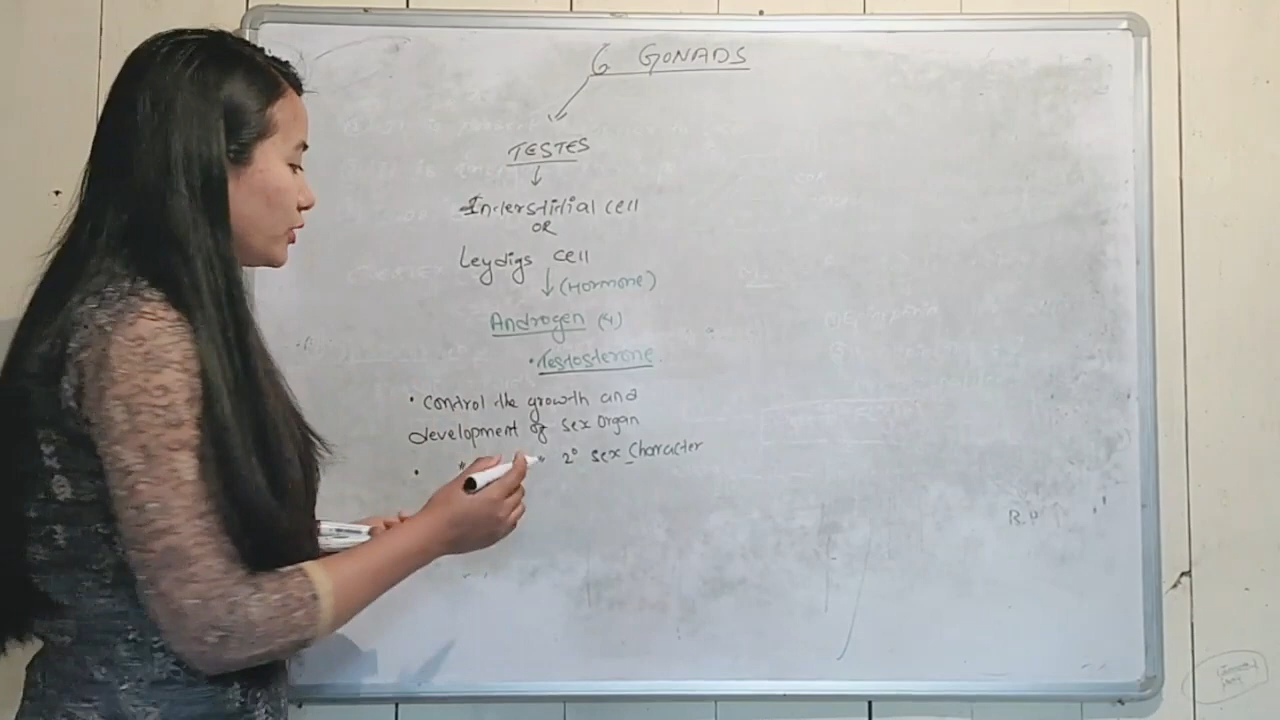 6 GONADS
TESTES
Interstitial cell
OR
Leydigs cell
(Hormone)
Androgen (4)
• Testosterone.
• Control the growth and
development of sex organ
• " " 2° sex Character
B.P